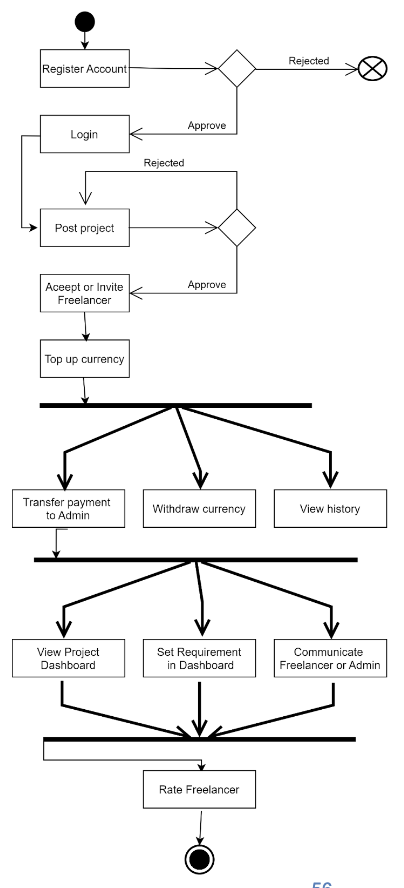 Rejected
Register Account
Approve
Login
Rejected
Post project
Approve
Aceept or Invite
Freelancer
Top up currency
Transfer payment
to Admin
Withdraw currency
View history
View Project
Dashboard
Set Requirement
in Dashboard
Communicate
Freelancer or Admin
Rate Freelancer